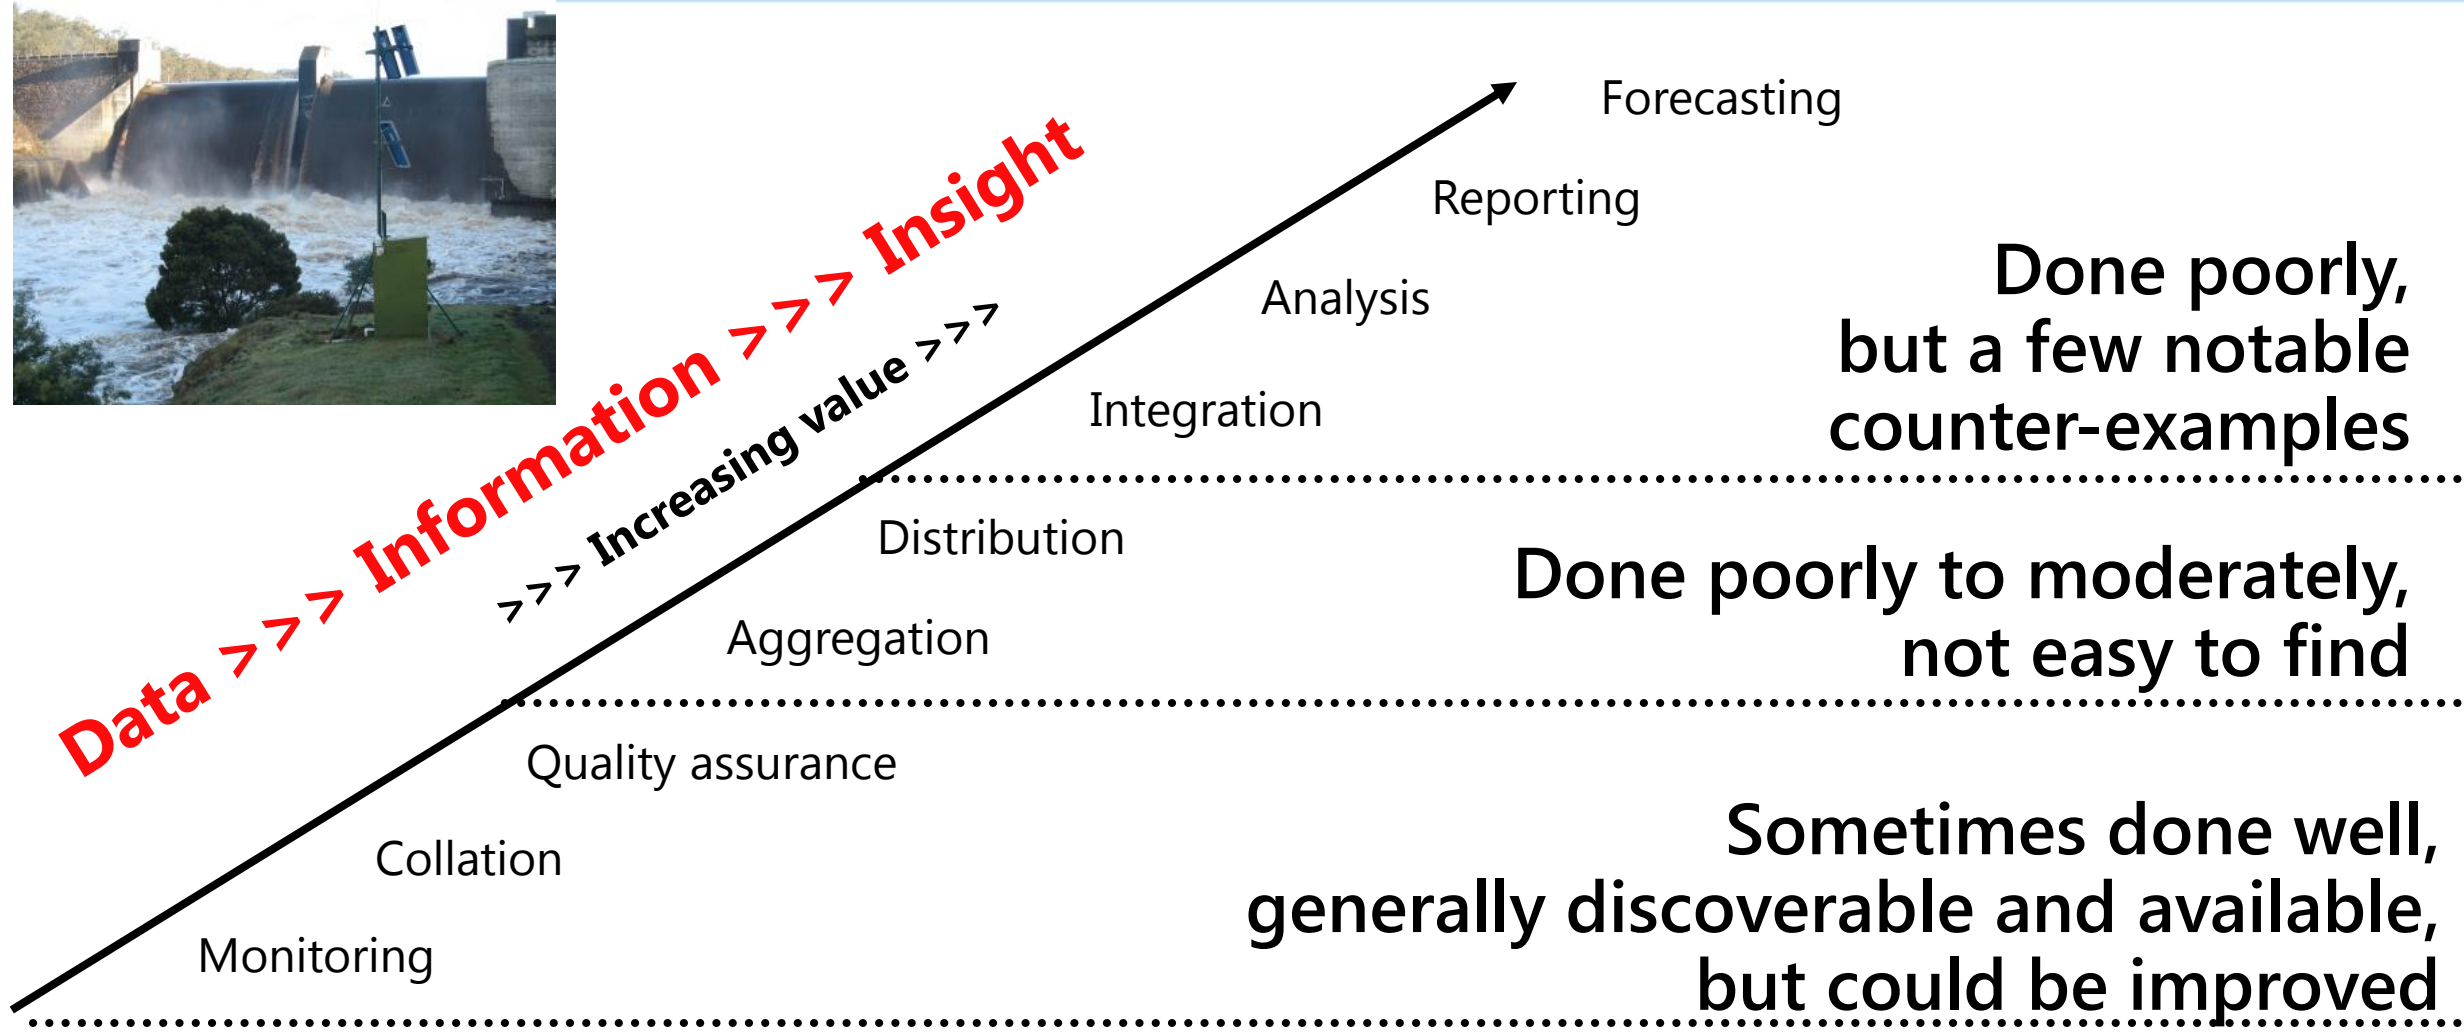 Forecasting
Reporting
Analysis
Integration
Distribution
Aggregation
Quality assurance
Collation
Monitoring
Data >>> Information >>> Insight
>>> Increasing value >>>
Done poorly,
but a few notable
counter-examples
Done poorly to moderately,
not easy to find
Sometimes done well,
generally discoverable and available,
but could be improved